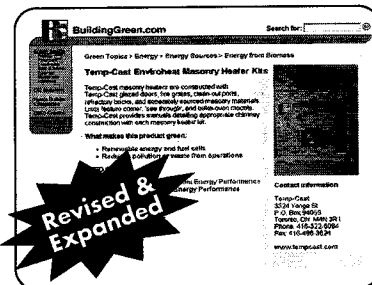 BuildingGreen.com
Search for:
Green Topics > Energy > Energy Sources > Energy from Biomass
Temp-Cast Enviroheat Masonry Heater Kits
Temp-Cast masonry heaters are constructed with
Temp-Cast glazed doors, fire grates, clean-out ports,
refractory bricks, and separately sourced masonry materials.
Units feature corner, 'see through', and bake-oven models.
Temp-Cast provides manuals detailing appropriate chimney
construction with each masonry heater kit.
What makes this product green:
• Renewable energy and fuel cells
• Reduces pollution or waste from operations
Energy Performance
Energy Performance
Revised &
Expanded
Contact information
Temp-Cast
3324 Yonge St
P.O. Box 94059
Toronto, ON M4N 3R1
Phone: 416-322-6084
Fax: 416-486-3624
www.tempcast.com